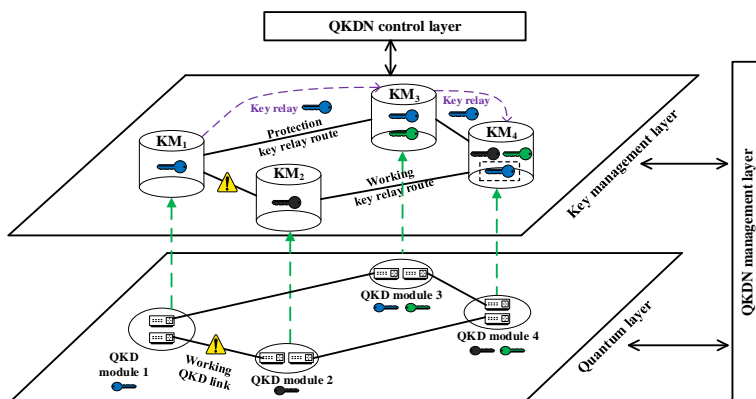 QKDN control layer
KM3
Key relay
Key relay
KM1
Protection
key relay route
KM4
KM2
Working
key relay route
Key management layer
QKDN management layer
QKD module 3
QKD
module 1
Working
QKD link
QKD module 2
QKD module 4
Quantum layer